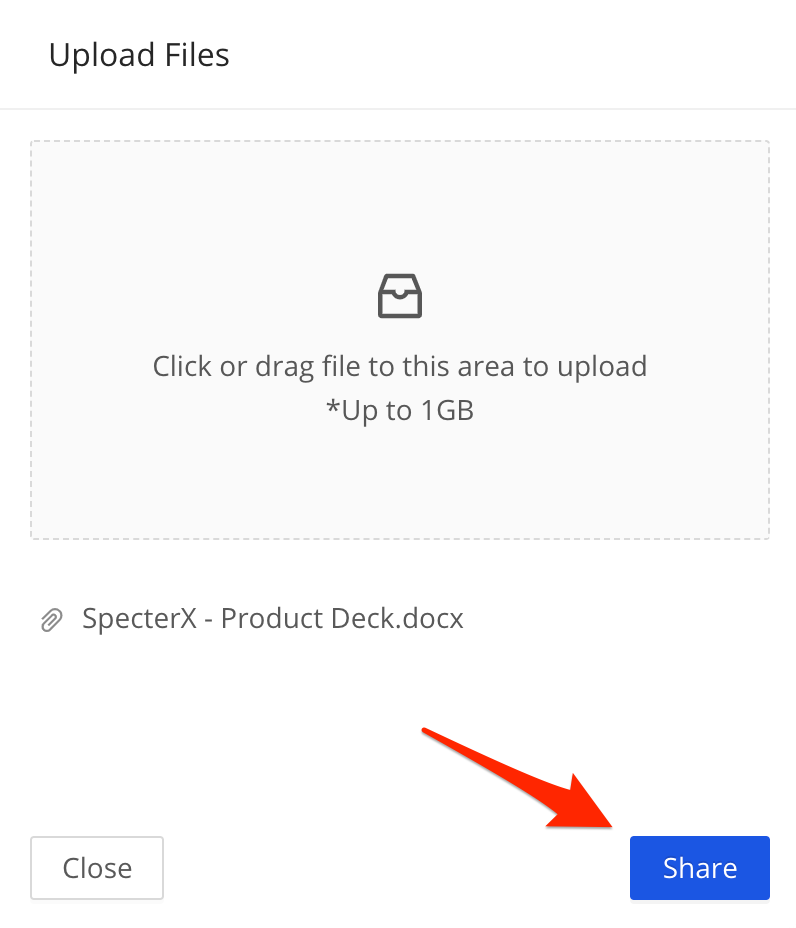 Upload Files
Click or drag file to this area to upload
*Up to 1GB
SpecterX - Product Deck.docx
Close
Share